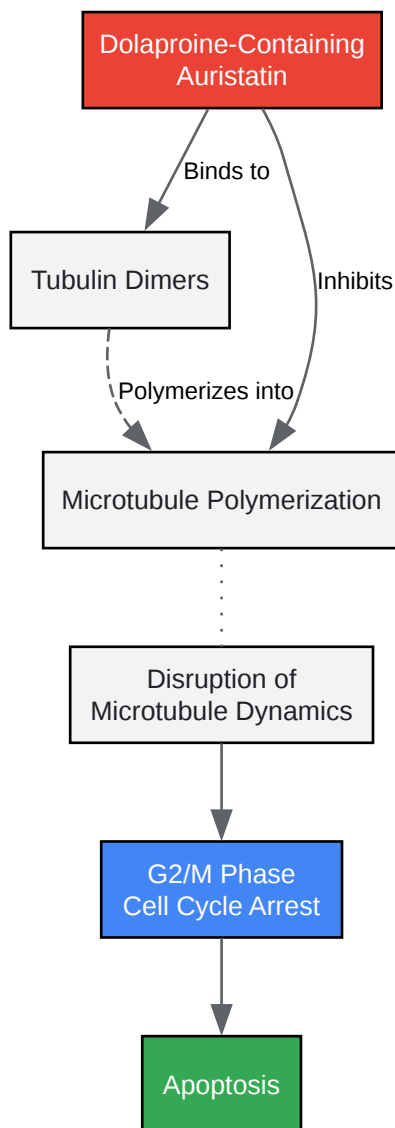 Dolaproine-Containing
Auristatin
Binds to
Tubulin Dimers
Inhibits
Polymerizes into
Microtubule Polymerization
Disruption of
Microtubule Dynamics
G2/M Phase
Cell Cycle Arrest
Apoptosis